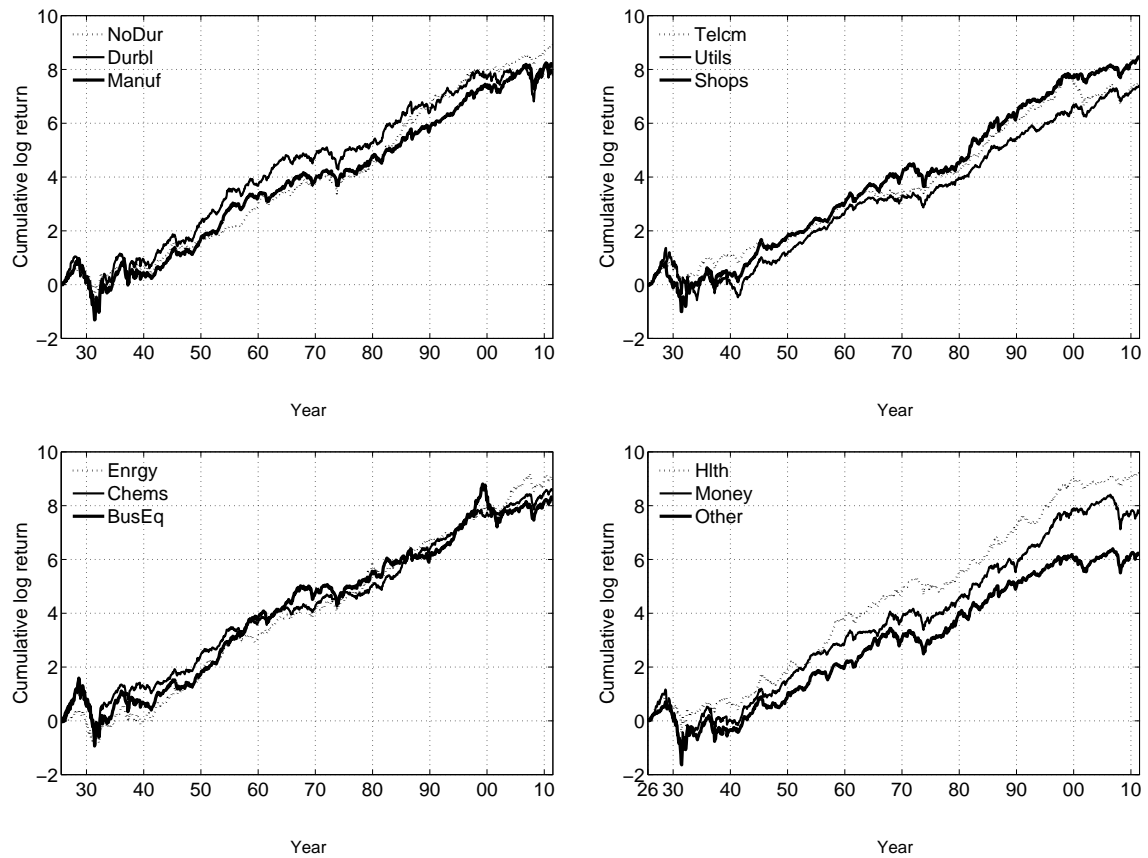 10
8
6
4
2
0
−2
Cumulative log return
NoDur
Durbl
Manuf
30 40 50 60 70 80 90 00 10
Year
10
8
6
4
2
0
−2
Cumulative log return
Telcm
Utils
Shops
30 40 50 60 70 80 90 00 10
Year
10
8
6
4
2
0
−2
Cumulative log return
Enrgy
Chems
BusEq
30 40 50 60 70 80 90 00 10
Year
10
8
6
4
2
0
−2
Cumulative log return
Hlth
Money
Other
26 30 40 50 60 70 80 90 00 10
Year